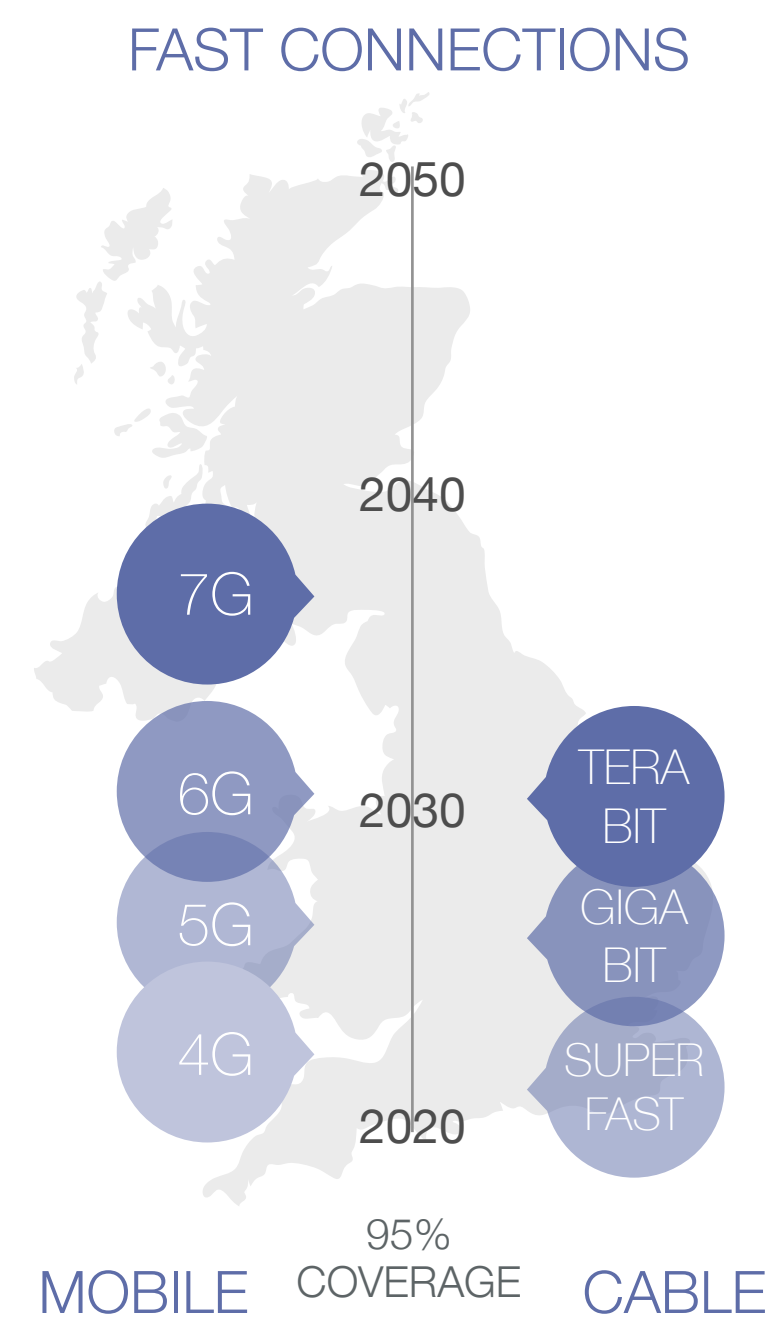 FAST CONNECTIONS
2050
2040
7G
6G
2030
TERA
BIT
5G
GIGA
BIT
4G
SUPER
FAST
2020
95%
COVERAGE
MOBILE
CABLE